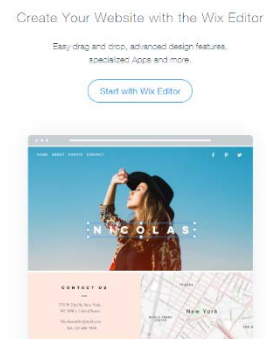 Create Your Website with the Wix Editor
Easy drag and drop, advanced design features,
specialized Apps and more.
Start with Wix Editor
HOME ABOUT EVENTS CONTACT
NICOLAS
CONTACT US
New York